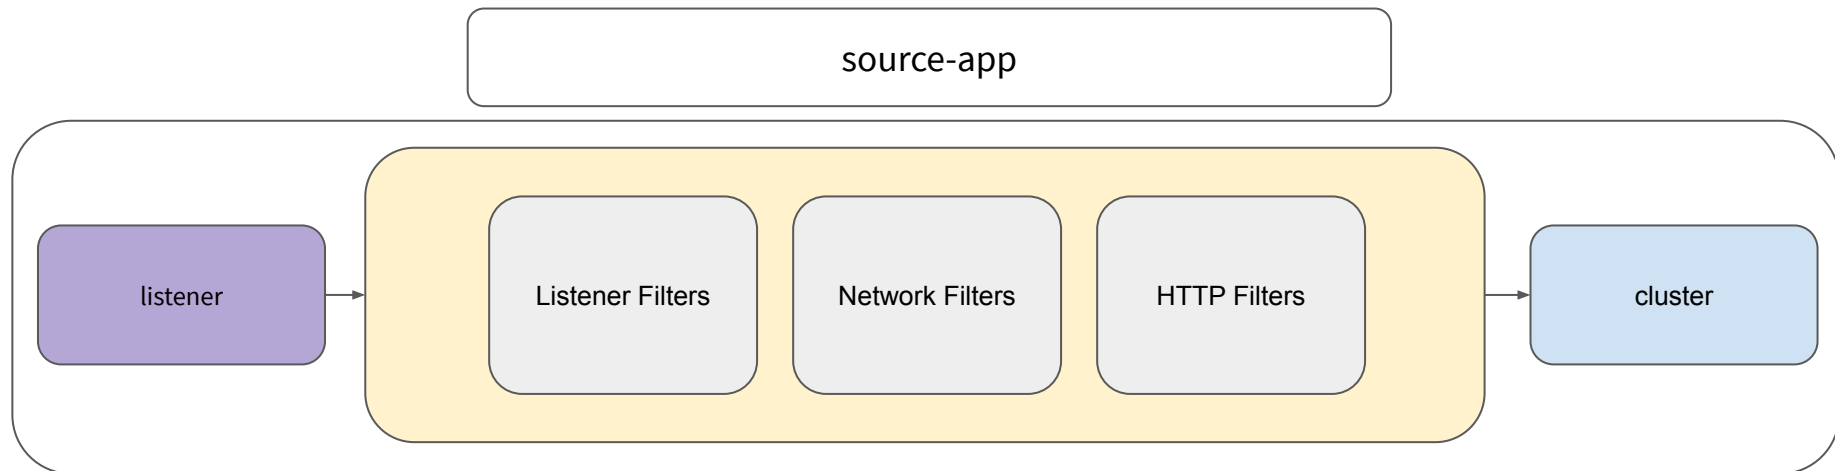 source-app
listener
Listener Filters
Network Filters
HTTP Filters
cluster